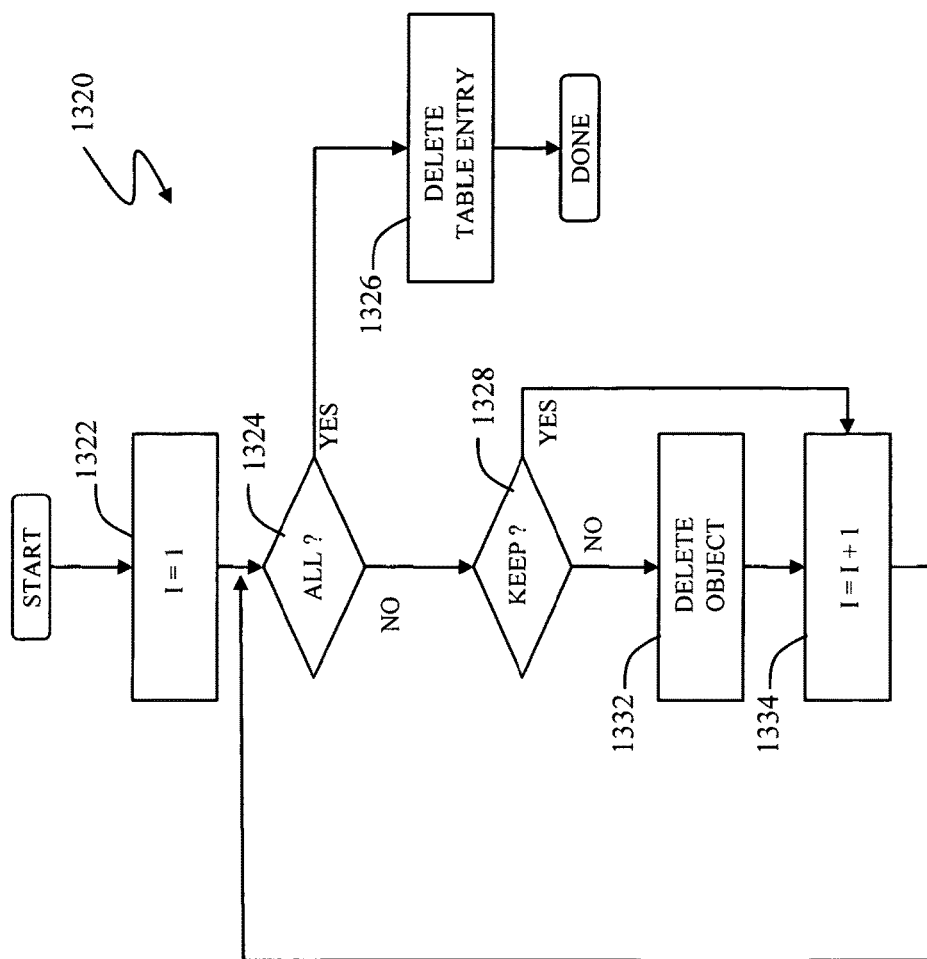 1320
START
1322
I = 1
1324
ALL ?
YES
NO
1326
DELETE
TABLE ENTRY
DONE
1328
KEEP ?
YES
NO
1332
DELETE
OBJECT
1334
I = I + 1